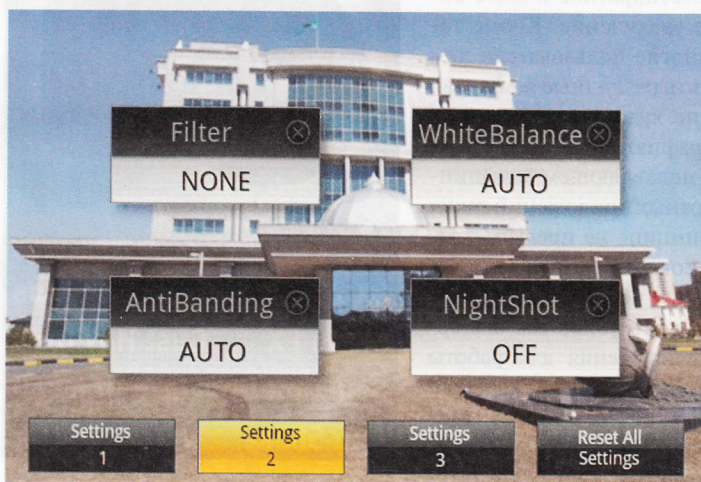 Filter
NONE
WhiteBalance
AUTO
AntiBanding
AUTO
NightShot
OFF
Settings
1
Settings
2
Settings
3
Reset All
Settings